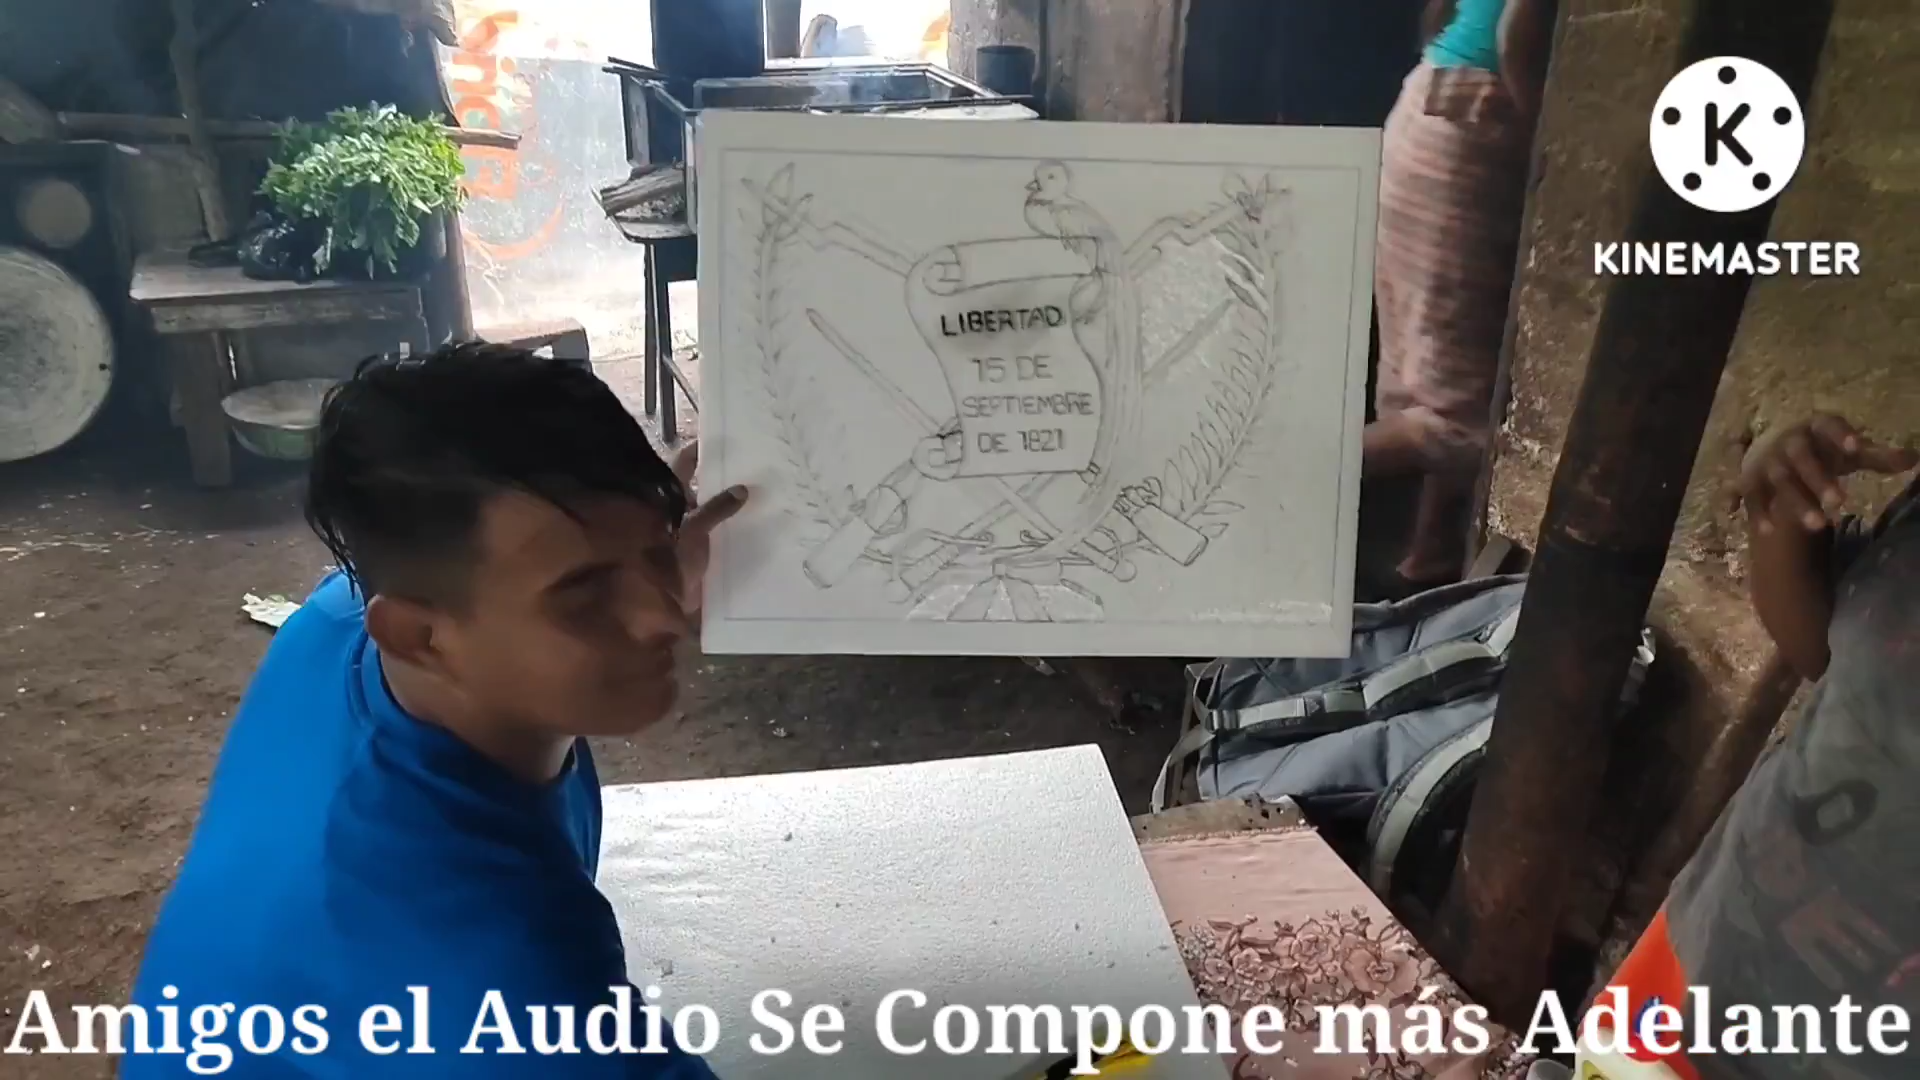 KINEMASTER
LIBERTAD
15 DE
SEPTIEMBRE
DE 1821
Amigos el Audio Se Compone más Adelante